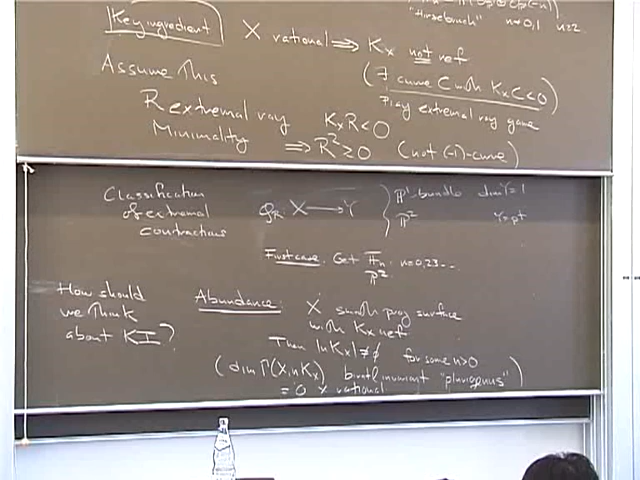 "Hirzebruch" n≠0,1 n≥2
Key ingredient X rational ⟹ K_X not nef
(∃ curve C with K_X C < 0)
Assume This
Play extremal ray game
R extremal ray K_X R < 0
Minimality ⟹ R² ≥ 0 (not (-1)-curve)
Classification
of extremal
contractions
φ_R: X ⟶ Y } P¹-bundle dim Y = 1
P² Y = pt
First case. Get F_n: n=0,2,3...
P²
How should
we think
about KI?
Abundance: X smooth proj surface
with K_X nef
Then |nK_X| ≠ ∅ for some n>0
(dim Γ(X, nK_X) biratl invariant "plurigenus")
= 0 X rational